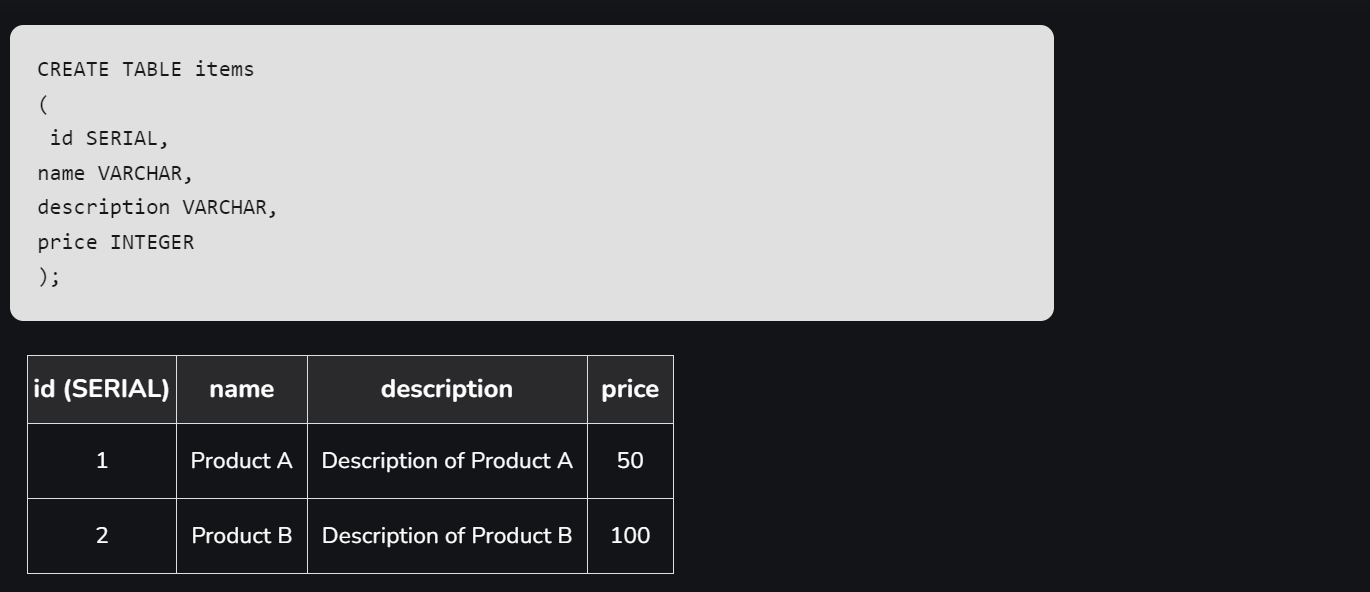 CREATE TABLE items
(
id SERIAL,
name VARCHAR,
description VARCHAR,
price INTEGER
);
id (SERIAL) name description price
1 Product A Description of Product A 50
2 Product B Description of Product B 100